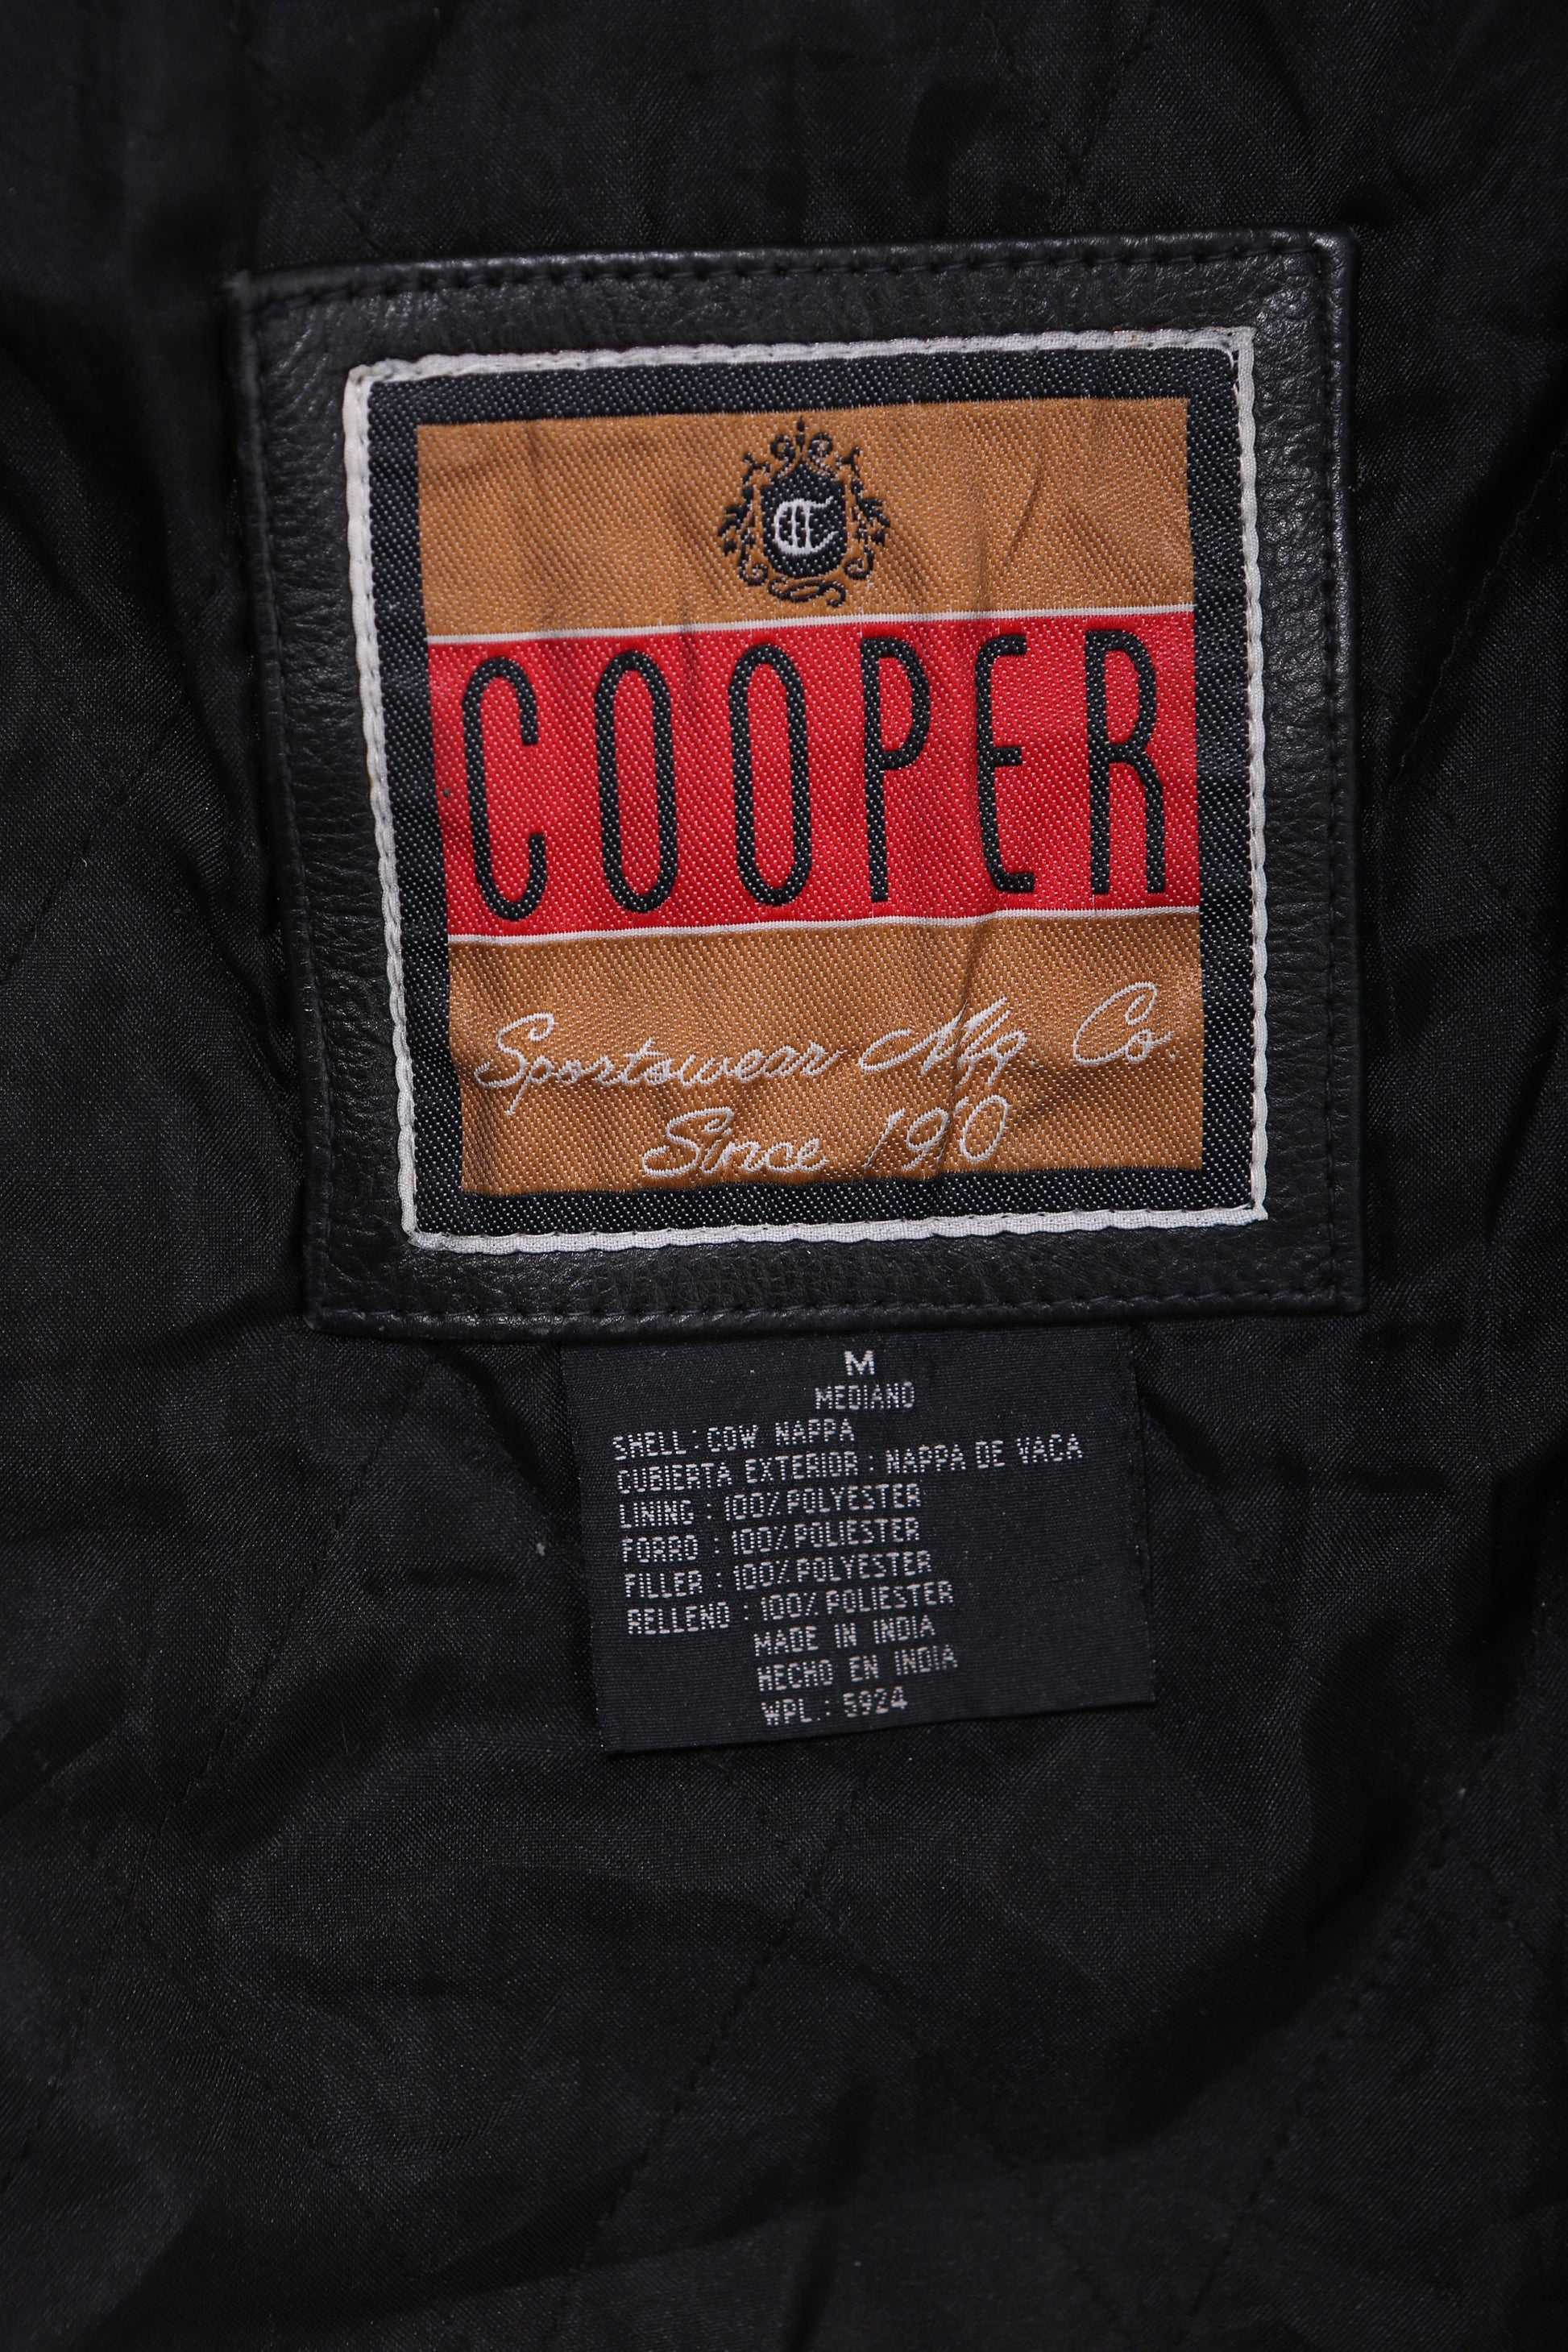 COOPER
Sportswear Mfg. Co.
Since
M
MEDIANO
SHELL : COW NAPPA
CUBIERTA EXTERIOR : NAPPA DE VACA
LINING : 100% POLYESTER
FORRO : 100% POLIESTER
FILLER : 100% POLYESTER
RELLENO : 100% POLIESTER
MADE IN INDIA
HECHO EN INDIA
WPL.: 5924